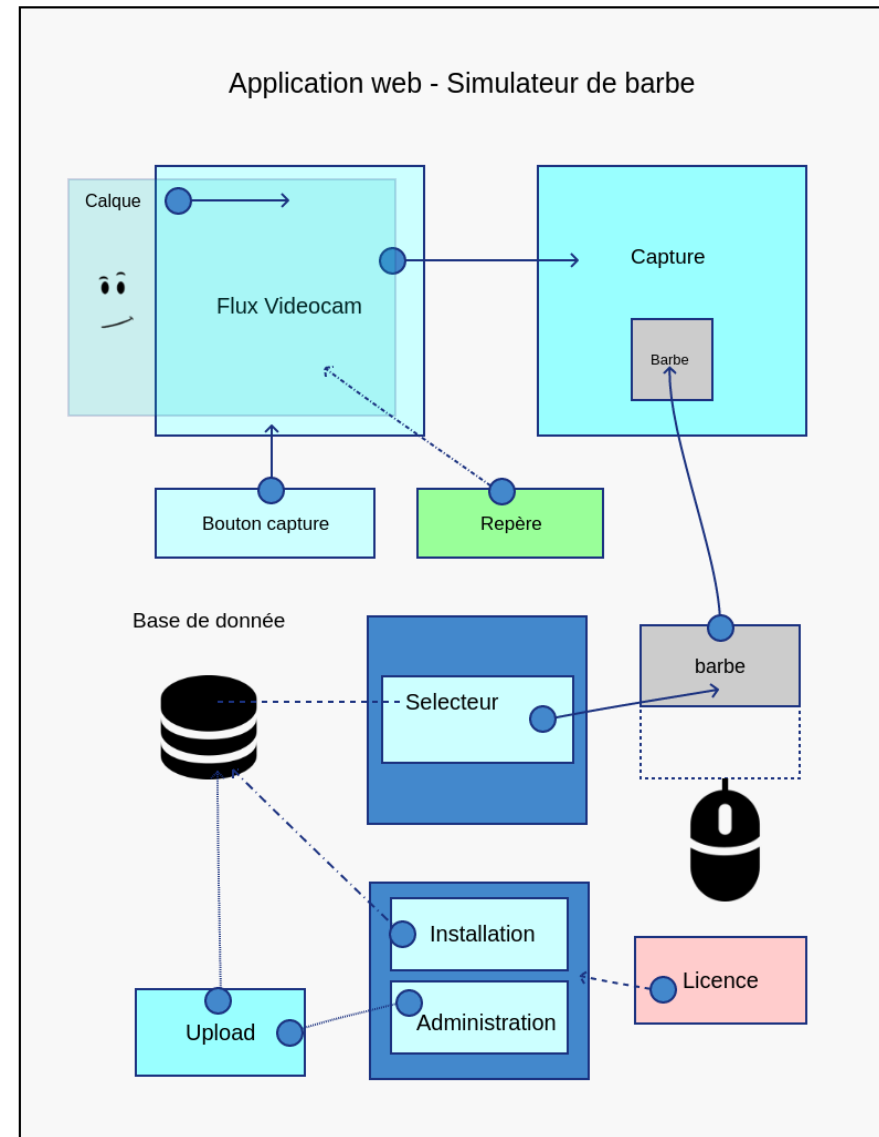 Application web - Simulateur de barbe
Calque
Flux Videocam
Capture
Barbe
Bouton capture
Repère
Base de donnée
Selecteur
barbe
Installation
Administration
Licence
Upload